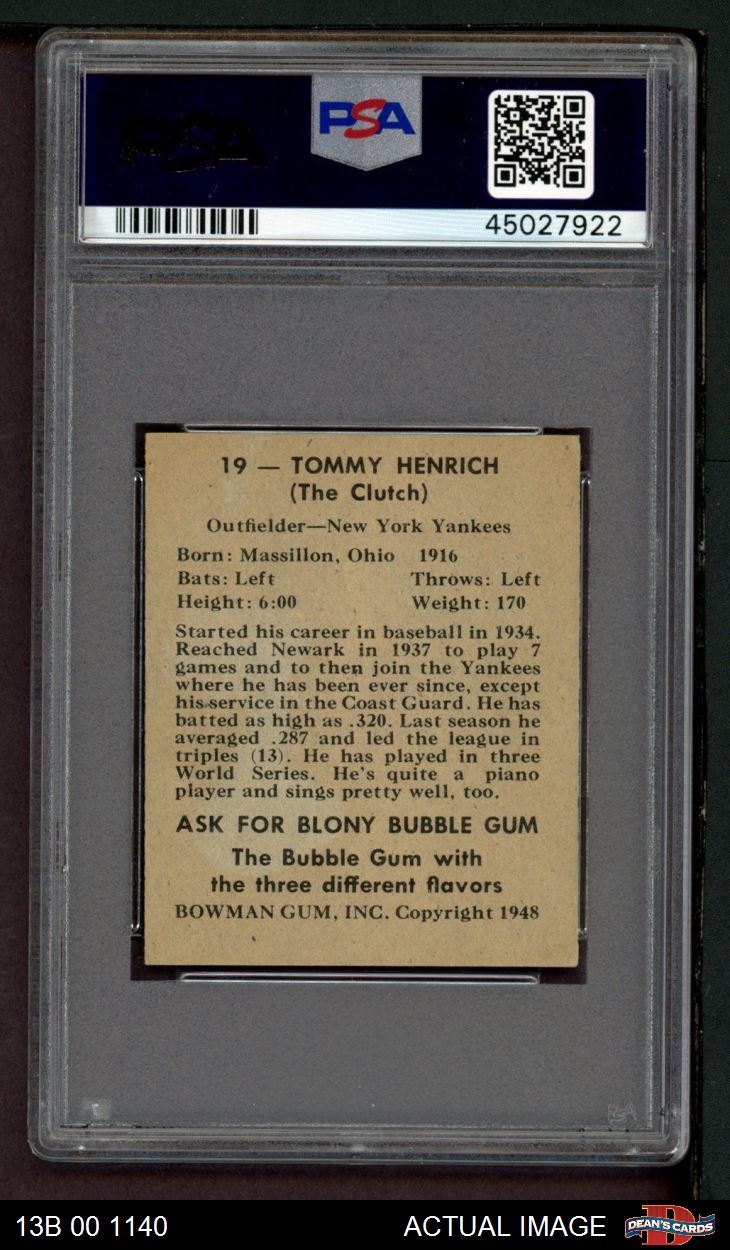 PSA
PSA
45027922
19 — TOMMY HENRICH
(The Clutch)
Outfielder—New York Yankees
Born: Massillon, Ohio 1916
Bats: Left Throws: Left
Height: 6:00 Weight: 170
Started his career in baseball in 1934.
Reached Newark in 1937 to play 7
games and to then join the Yankees
where he has been ever since, except
his service in the Coast Guard. He has
batted as high as .320. Last season he
averaged .287 and led the league in
triples (13). He has played in three
World Series. He's quite a piano
player and sings pretty well, too.
ASK FOR BLONY BUBBLE GUM
The Bubble Gum with
the three different flavors
BOWMAN GUM, INC. Copyright 1948
PSA
13B 00 1140 ACTUAL IMAGE DEAN'S CARDS